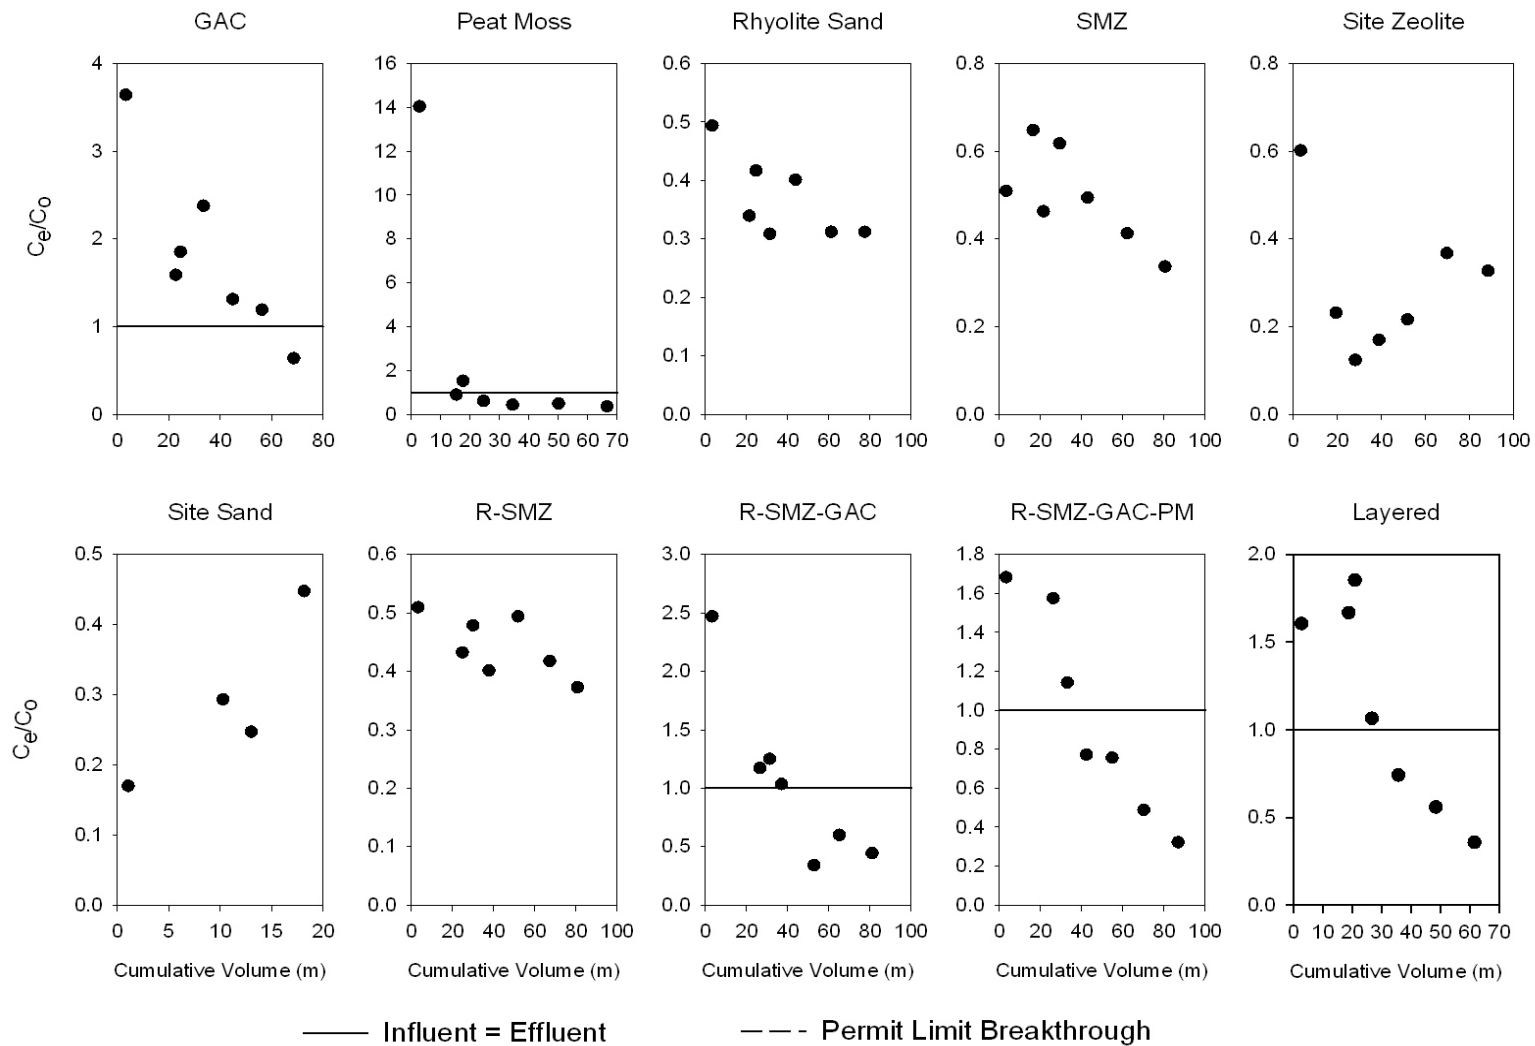 GAC Peat Moss Rhyolite Sand SMZ Site Zeolite
Ce/Co
4 3 2 1 0
0 20 40 60 80
16 14 12 10 8 6 4 2 0
0 10 20 30 40 50 60 70
0.6 0.5 0.4 0.3 0.2 0.1 0.0
0 20 40 60 80 100
0.8 0.6 0.4 0.2 0.0
0 20 40 60 80 100
0.8 0.6 0.4 0.2 0.0
0 20 40 60 80 100
Site Sand R-SMZ R-SMZ-GAC R-SMZ-GAC-PM Layered
Ce/Co
0.5 0.4 0.3 0.2 0.1 0.0
0 5 10 15 20
0.6 0.5 0.4 0.3 0.2 0.1 0.0
0 20 40 60 80 100
3.0 2.5 2.0 1.5 1.0 0.5 0.0
0 20 40 60 80 100
1.8 1.6 1.4 1.2 1.0 0.8 0.6 0.4 0.2 0.0
0 20 40 60 80 100
2.0 1.5 1.0 0.5 0.0
0 10 20 30 40 50 60 70
Cumulative Volume (m) Cumulative Volume (m) Cumulative Volume (m) Cumulative Volume (m) Cumulative Volume (m)
Influent = Effluent Permit Limit Breakthrough